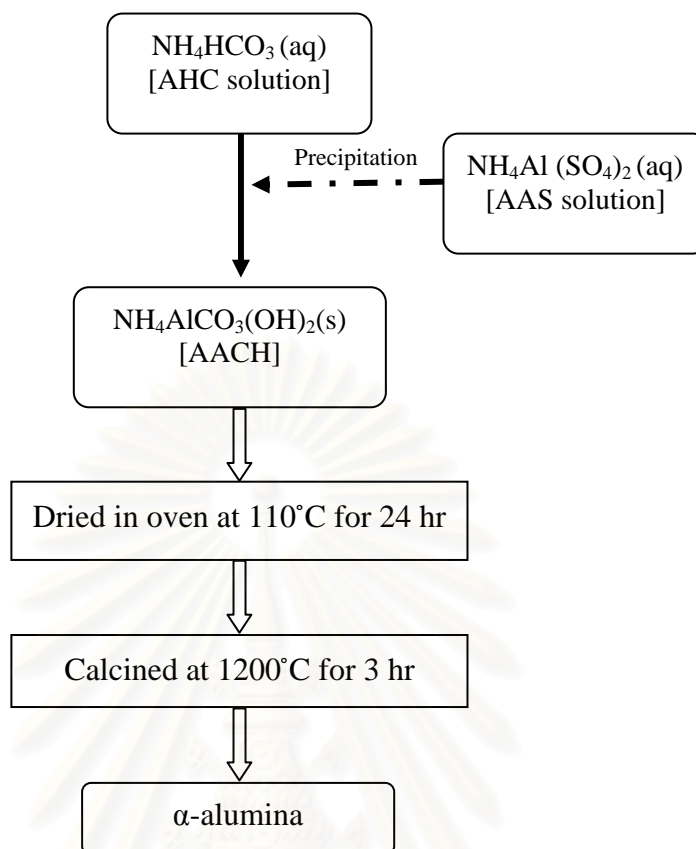 NH₄HCO₃ (aq)
[AHC solution]
Precipitation
NH₄Al (SO₄)₂ (aq)
[AAS solution]
NH₄AlCO₃(OH)₂(s)
[AACH]
Dried in oven at 110˚C for 24 hr
Calcined at 1200˚C for 3 hr
α-alumina